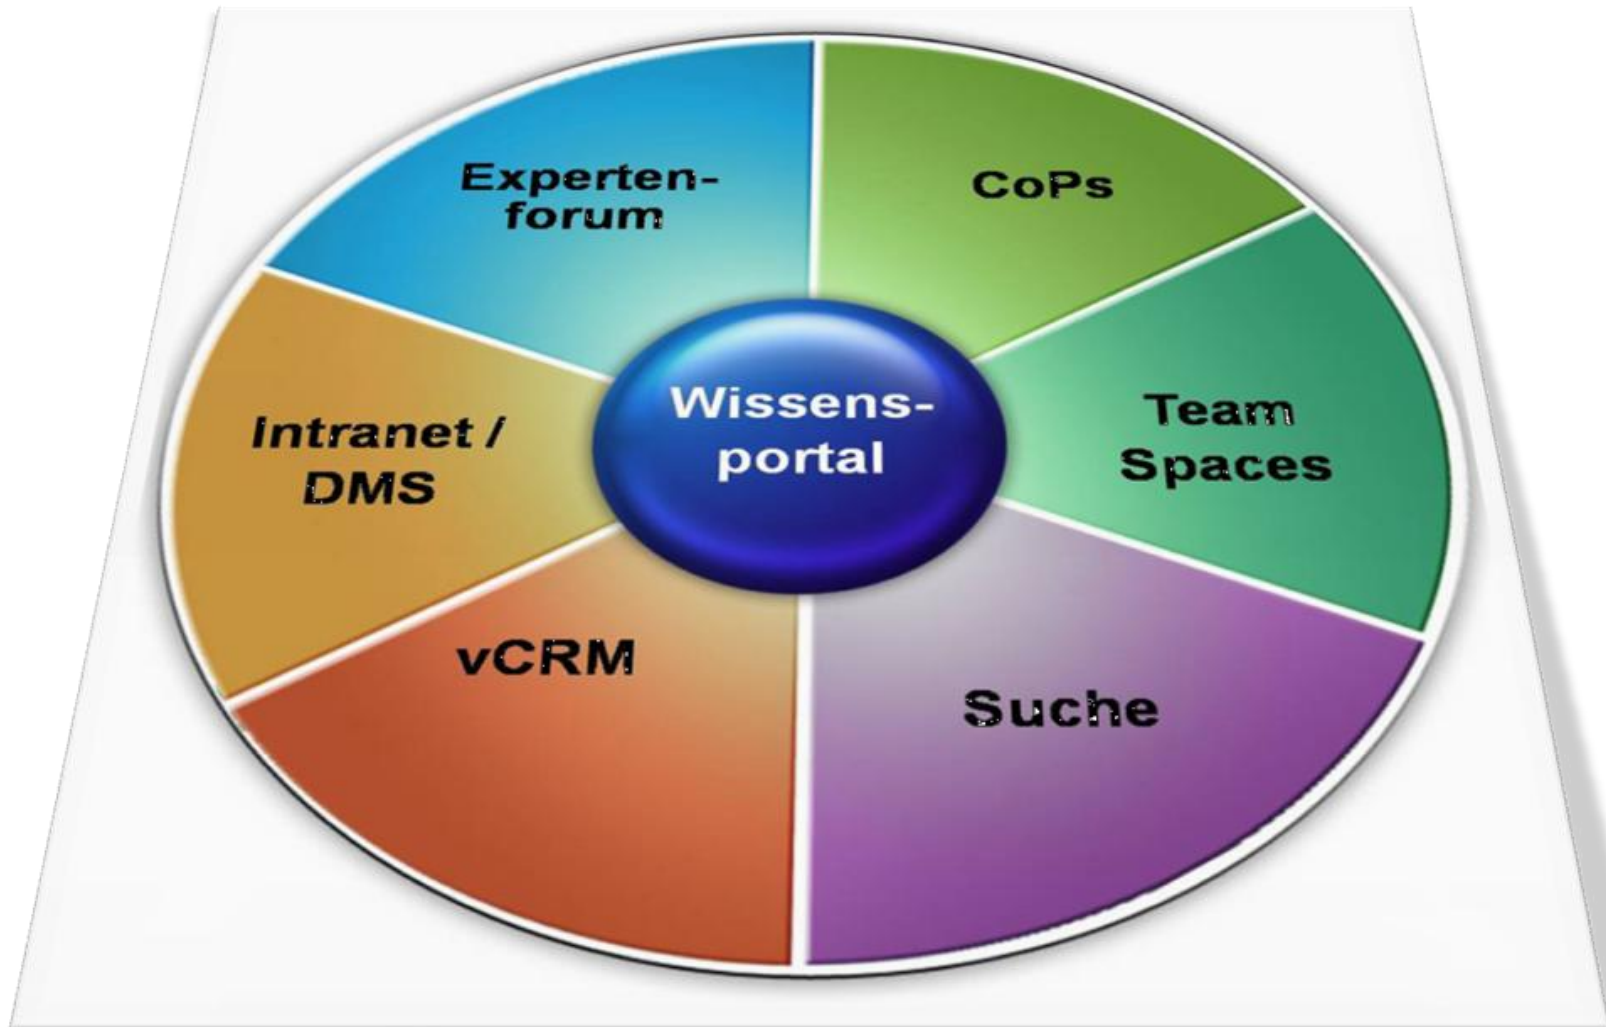 Experten-
forum
CoPs
Wissens-
portal
Team
Spaces
Intranet /
DMS
vCRM
Suche